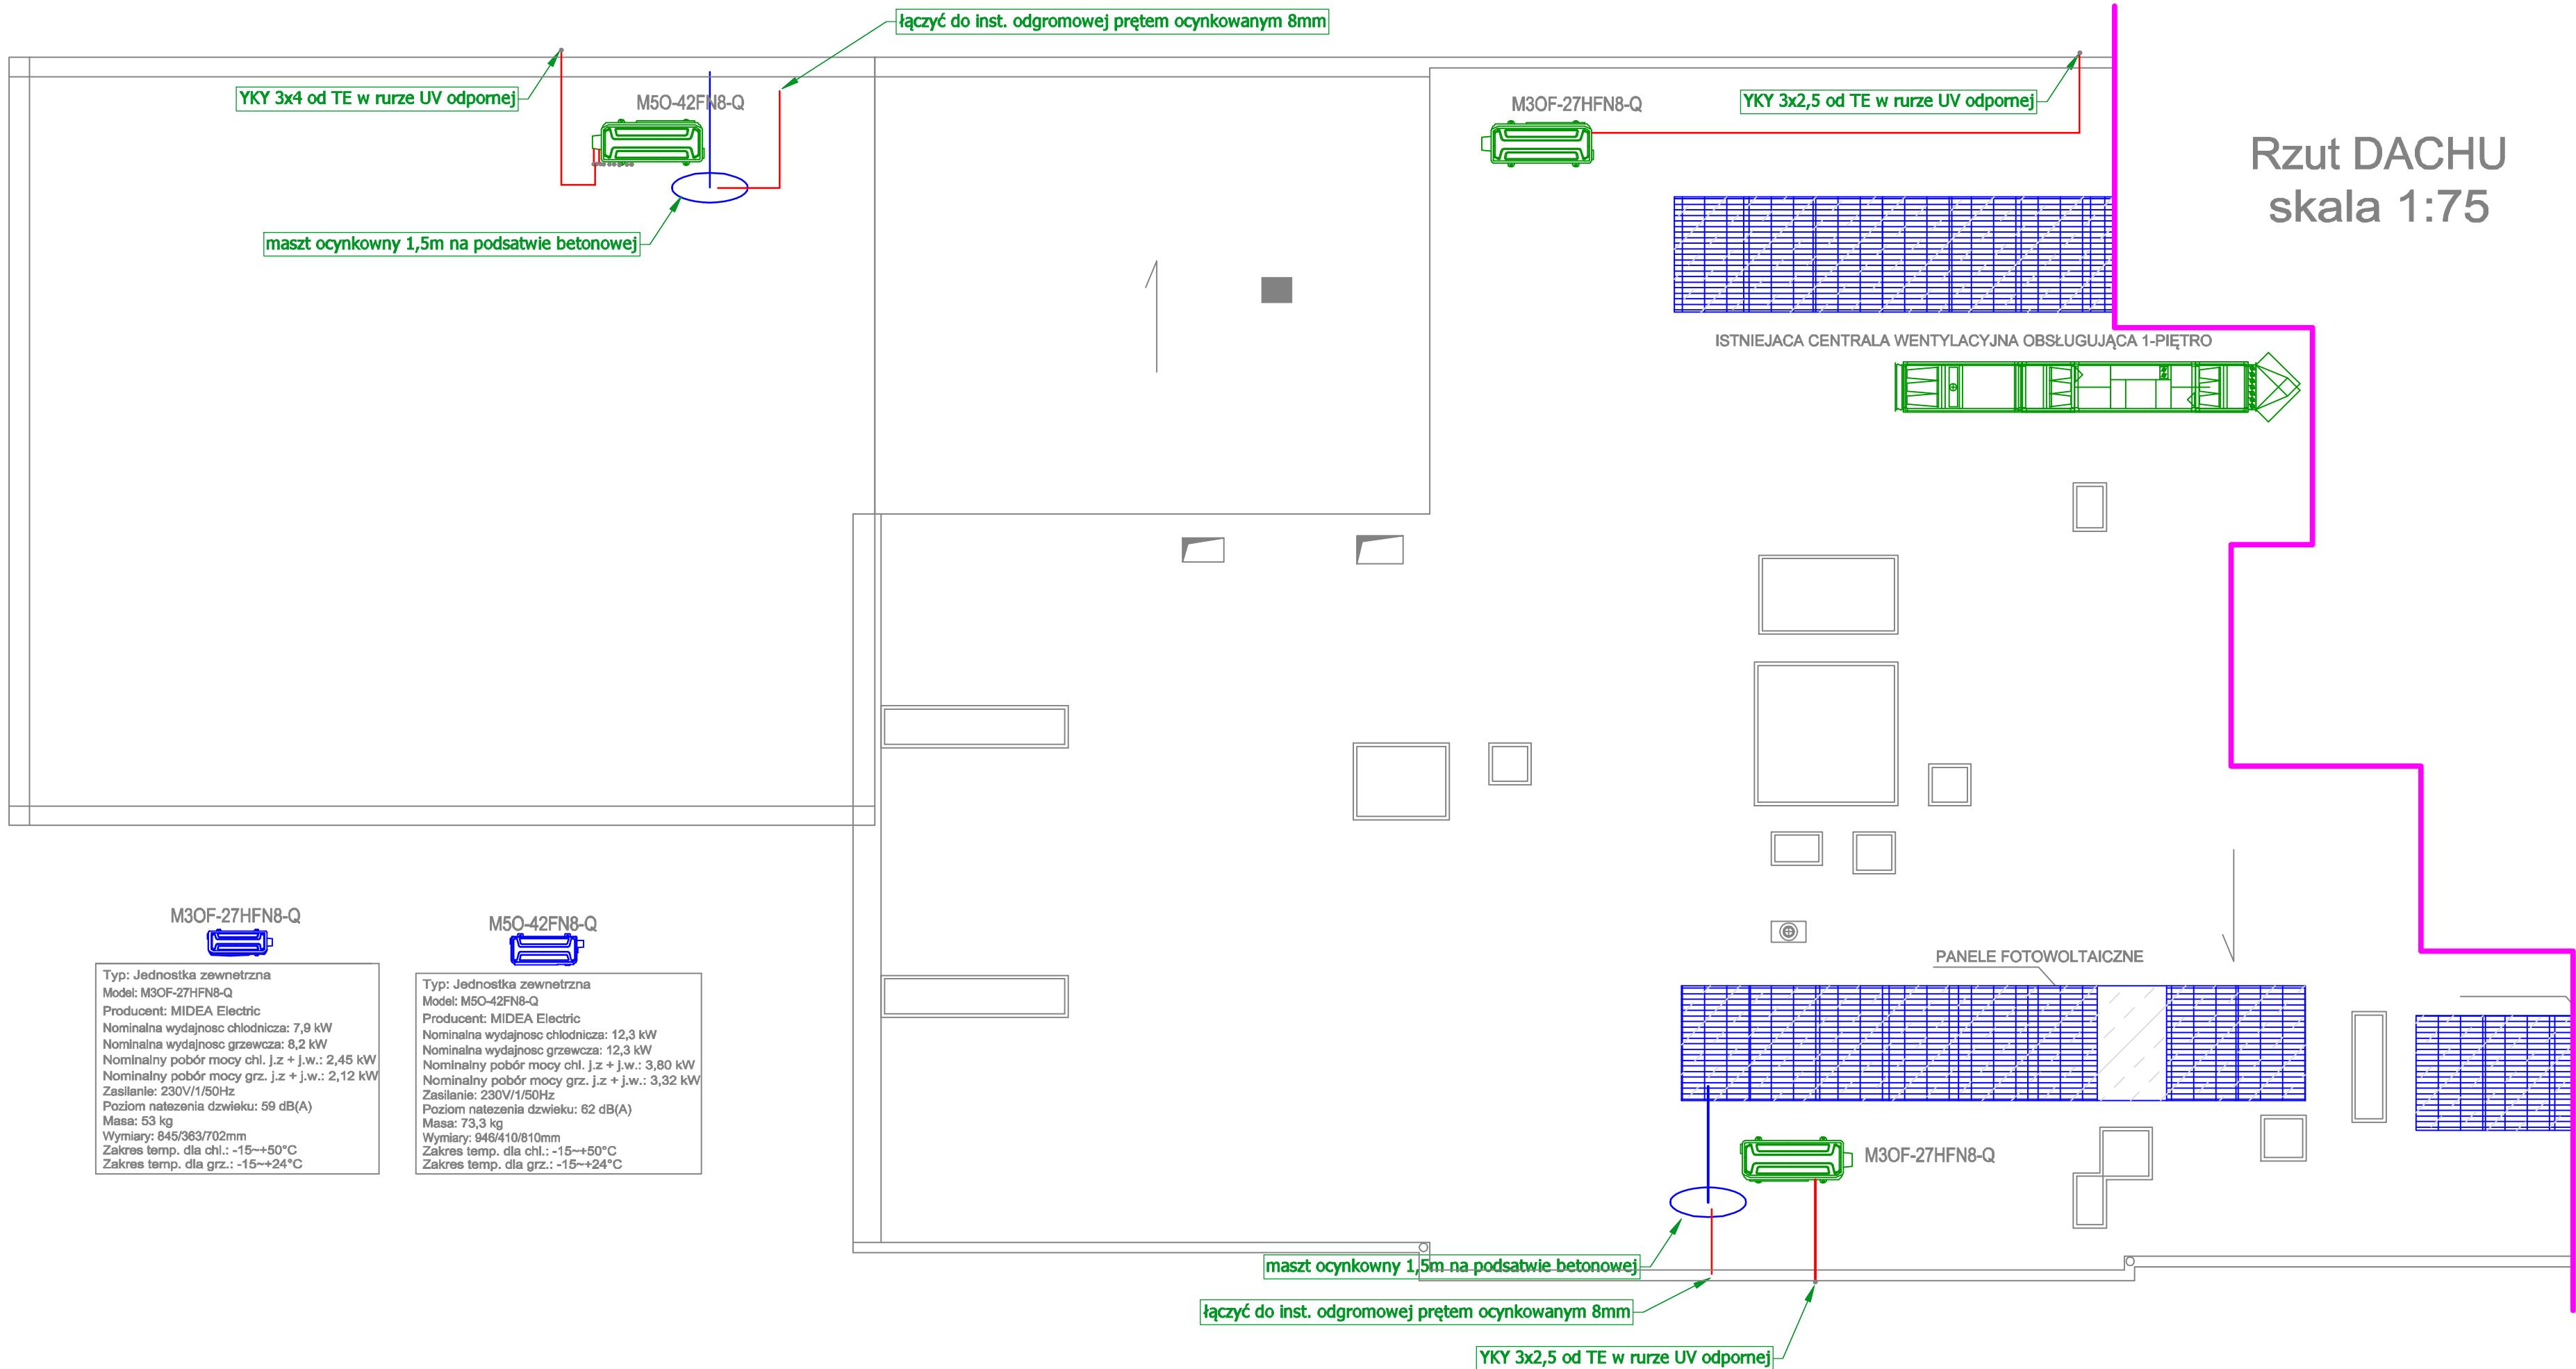 łączyć do inst. odgromowej prętem ocynkowanym 8mm
YKY 3x4 od TE w rurze UV odpornej
M5O-42FN8-Q
M3OF-27HFN8-Q
YKY 3x2,5 od TE w rurze UV odpornej
Rzut DACHU
skala 1:75
maszt ocynkowny 1,5m na podsatwie betonowej
ISTNIEJACA CENTRALA WENTYLACYJNA OBSŁUGUJĄCA 1-PIĘTRO
M3OF-27HFN8-Q
Typ: Jednostka zewnetrzna
Model: M3OF-27HFN8-Q
Producent: MIDEA Electric
Nominalna wydajnosc chlodnicza: 7,9 kW
Nominalna wydajnosc grzewcza: 8,2 kW
Nominalny pobór mocy chl. j.z + j.w.: 2,45 kW
Nominalny pobór mocy grz. j.z + j.w.: 2,12 kW
Zasilanie: 230V/1/50Hz
Poziom natezenia dzwieku: 59 dB(A)
Masa: 53 kg
Wymiary: 845/363/702mm
Zakres temp. dla chl.: -15~+50°C
Zakres temp. dla grz.: -15~+24°C
M5O-42FN8-Q
Typ: Jednostka zewnetrzna
Model: M5O-42FN8-Q
Producent: MIDEA Electric
Nominalna wydajnosc chlodnicza: 12,3 kW
Nominalna wydajnosc grzewcza: 12,3 kW
Nominalny pobór mocy chl. j.z + j.w.: 3,80 kW
Nominalny pobór mocy grz. j.z + j.w.: 3,32 kW
Zasilanie: 230V/1/50Hz
Poziom natezenia dzwieku: 62 dB(A)
Masa: 73,3 kg
Wymiary: 946/410/810mm
Zakres temp. dla chl.: -15~+50°C
Zakres temp. dla grz.: -15~+24°C
PANELE FOTOWOLTAICZNE
M3OF-27HFN8-Q
maszt ocynkowny 1,5m na podsatwie betonowej
łączyć do inst. odgromowej prętem ocynkowanym 8mm
YKY 3x2,5 od TE w rurze UV odpornej